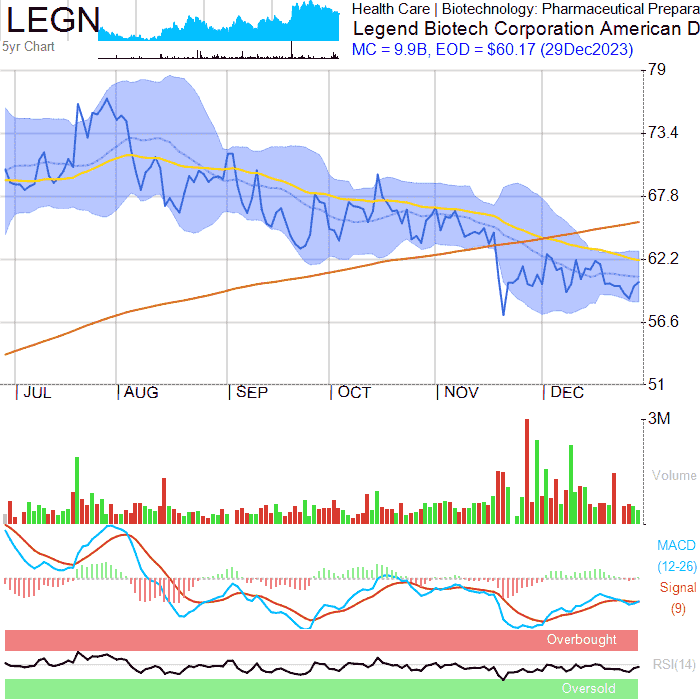 LEGN
5yr Chart
Health Care | Biotechnology: Pharmaceutical Prepara
Legend Biotech Corporation American D
MC = 9.9B, EOD = $60.17 (29Dec2023)
79
73.4
67.8
62.2
56.6
51
JUL
AUG
SEP
OCT
NOV
DEC
3M
Volume
MACD
(12-26)
Signal
(9)
Overbought
RSI(14)
Oversold